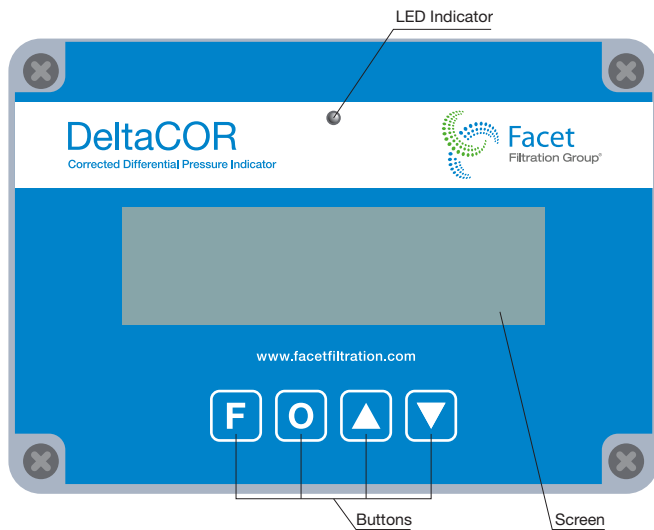 LED Indicator
DeltaCOR
Corrected Differential Pressure Indicator
Facet
Filtration Group®
www.facetfiltration.com
F O
Buttons
Screen